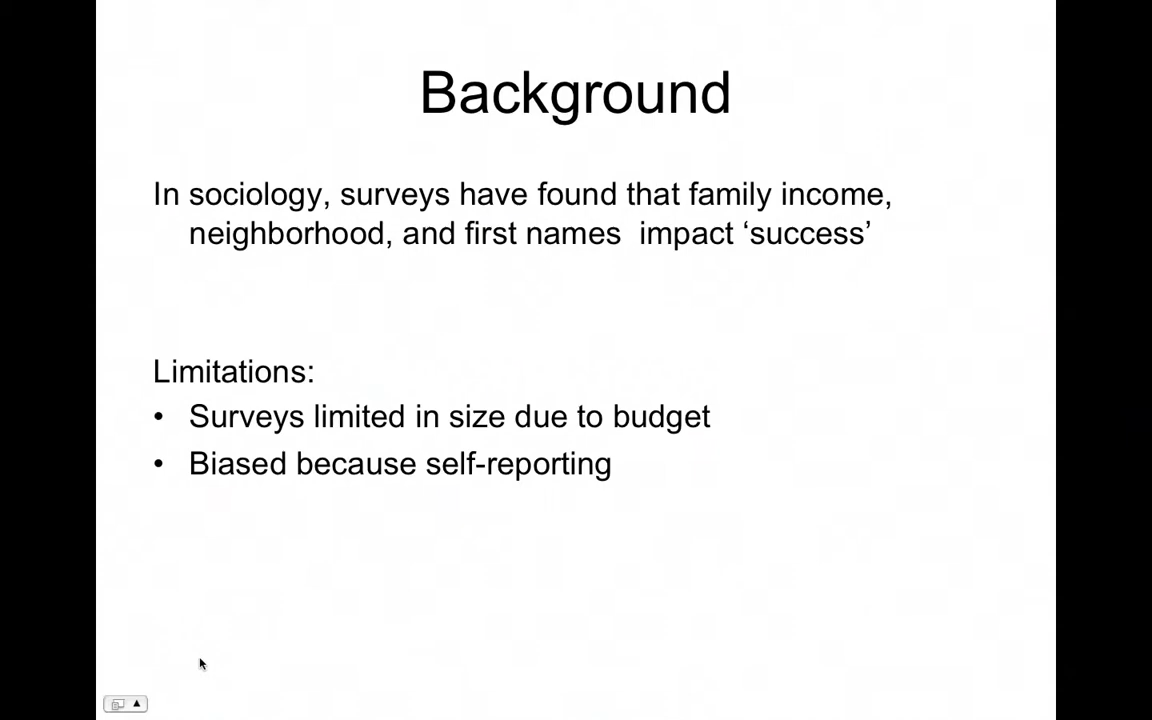 Background
In sociology, surveys have found that family income,
neighborhood, and first names  impact ‘success’
Limitations:
• Surveys limited in size due to budget
• Biased because self-reporting